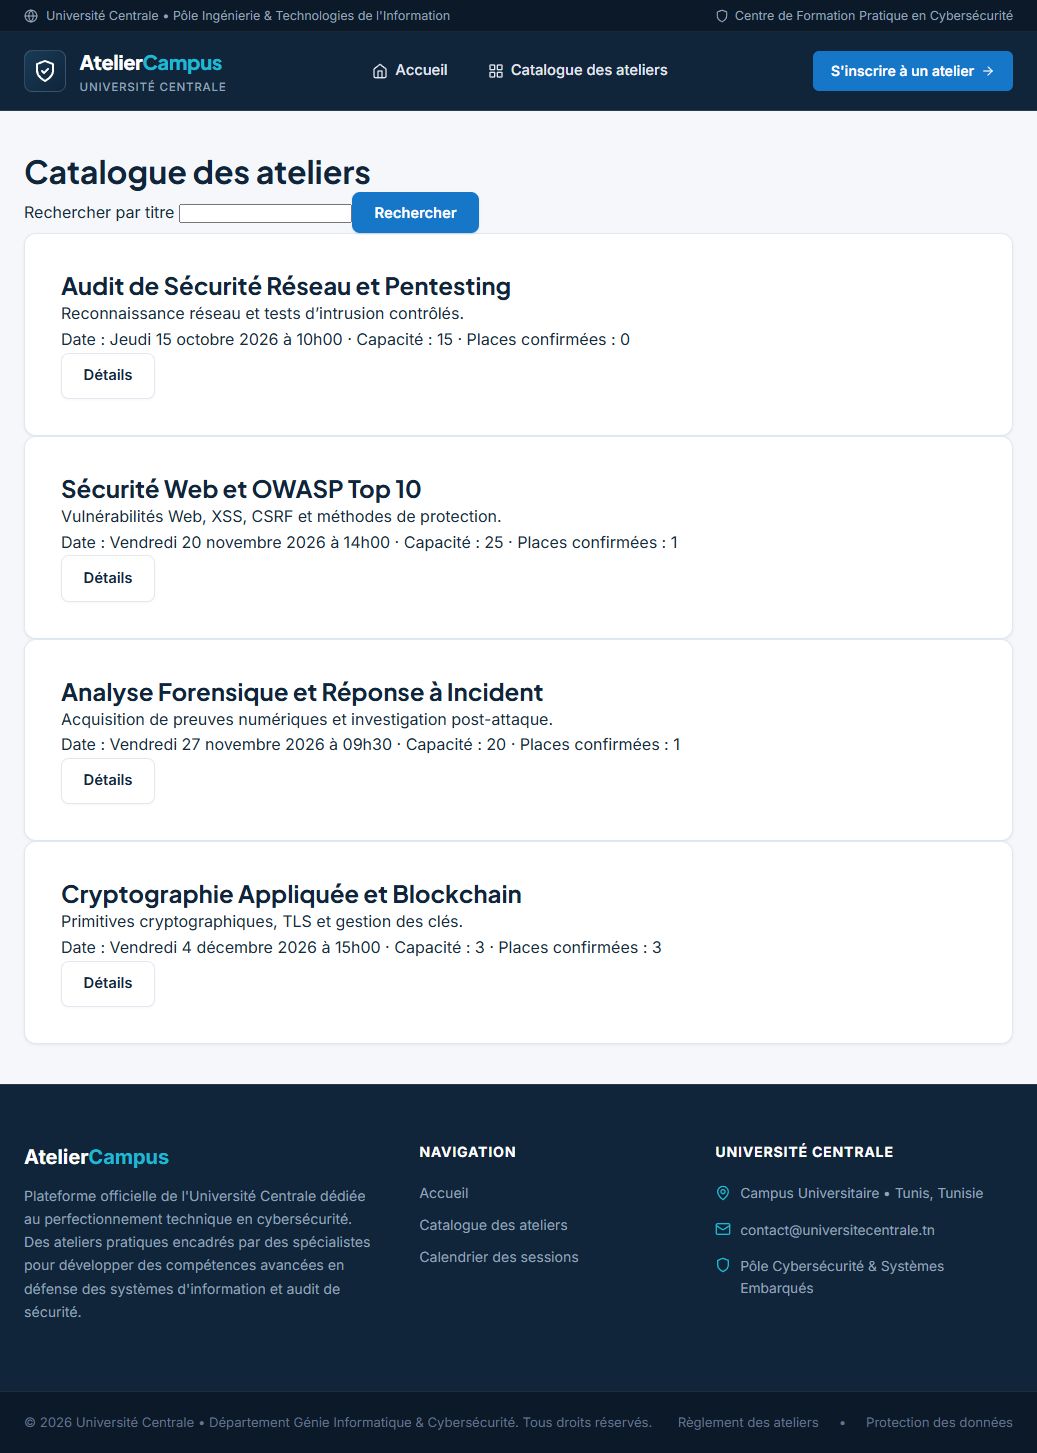 Université Centrale • Pôle Ingénierie & Technologies de l'Information
Centre de Formation Pratique en Cybersécurité
AtelierCampus
UNIVERSITÉ CENTRALE
Accueil
Catalogue des ateliers
S'inscrire à un atelier →
Catalogue des ateliers
Rechercher par titre
Rechercher
Audit de Sécurité Réseau et Pentesting
Reconnaissance réseau et tests d’intrusion contrôlés.
Date : Jeudi 15 octobre 2026 à 10h00 · Capacité : 15 · Places confirmées : 0
Détails
Sécurité Web et OWASP Top 10
Vulnérabilités Web, XSS, CSRF et méthodes de protection.
Date : Vendredi 20 novembre 2026 à 14h00 · Capacité : 25 · Places confirmées : 1
Détails
Analyse Forensique et Réponse à Incident
Acquisition de preuves numériques et investigation post-attaque.
Date : Vendredi 27 novembre 2026 à 09h30 · Capacité : 20 · Places confirmées : 1
Détails
Cryptographie Appliquée et Blockchain
Primitives cryptographiques, TLS et gestion des clés.
Date : Vendredi 4 décembre 2026 à 15h00 · Capacité : 3 · Places confirmées : 3
Détails
AtelierCampus
Plateforme officielle de l'Université Centrale dédiée
au perfectionnement technique en cybersécurité.
Des ateliers pratiques encadrés par des spécialistes
pour développer des compétences avancées en
défense des systèmes d'information et audit de
sécurité.
NAVIGATION
Accueil
Catalogue des ateliers
Calendrier des sessions
UNIVERSITÉ CENTRALE
Campus Universitaire • Tunis, Tunisie
contact@universitecentrale.tn
Pôle Cybersécurité & Systèmes
Embarqués
© 2026 Université Centrale • Département Génie Informatique & Cybersécurité. Tous droits réservés.
Règlement des ateliers • Protection des données